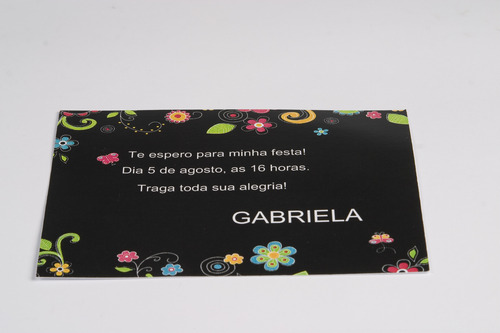 Te espero para minha festa!
Dia 5 de agosto, as 16 horas.
Traga toda sua alegria!
GABRIELA